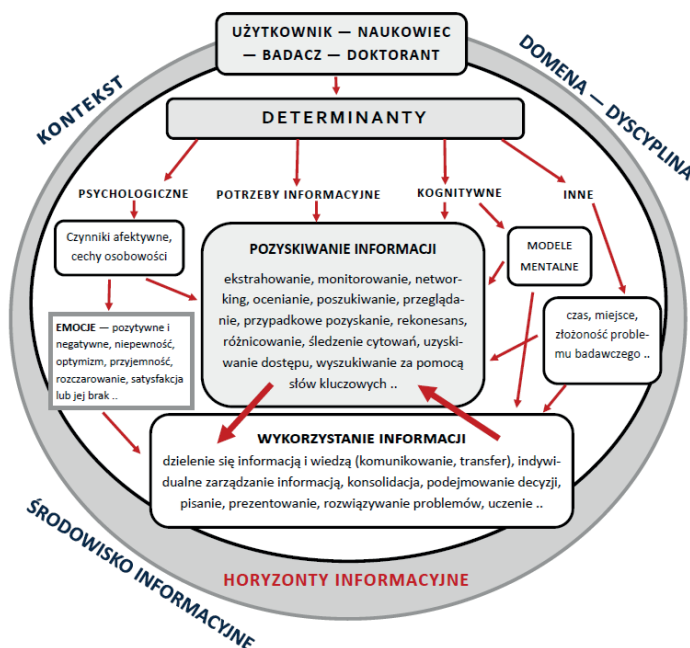 UŻYTKOWNIK — NAUKOWIEC
— BADACZ — DOKTORANT
KONTEKST
DOMENA — DYSCYPLINA
DETERMINANTY
PSYCHOLOGICZNE
POTRZEBY INFORMACYJNE
KOGNITYWNE
INNE
Czynniki afektywne,
cechy osobowości
POZYSKIWANIE INFORMACJI
ekstrahowanie, monitorowanie, networ-
king, ocenianie, poszukiwanie, przegląda-
nie, przypadkowe pozyskanie, rekonesans,
różnicowanie, śledzenie cytowań, uzyski-
wanie dostępu, wyszukiwanie za pomocą
słów kluczowych ..
MODELE
MENTALNE
EMOCJE — pozytywne i
negatywne, niepewność,
optymizm, przyjemność,
rozczarowanie, satysfakcja
lub jej brak ..
czas, miejsce,
złożoność proble-
mu badawczego ..
WYKORZYSTANIE INFORMACJI
dzielenie się informacją i wiedzą (komunikowanie, transfer), indywi-
dualne zarządzanie informacją, konsolidacja, podejmowanie decyzji,
pisanie, prezentowanie, rozwiązywanie problemów, uczenie ..
HORYZONTY INFORMACYJNE
ŚRODOWISKO INFORMACYJNE